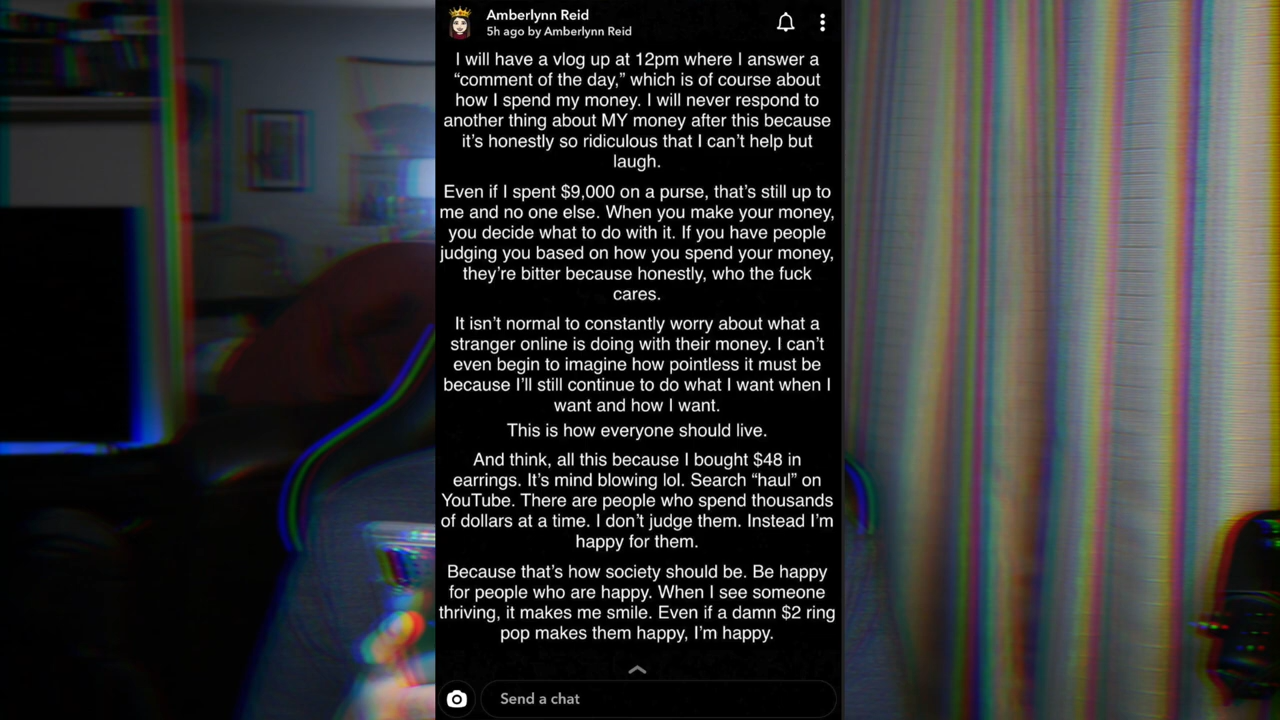 Amberlynn Reid
5h ago by Amberlynn Reid
I will have a vlog up at 12pm where I answer a
“comment of the day,” which is of course about
how I spend my money. I will never respond to
another thing about MY money after this because
it’s honestly so ridiculous that I can’t help but
laugh.
Even if I spent $9,000 on a purse, that’s still up to
me and no one else. When you make your money,
you decide what to do with it. If you have people
judging you based on how you spend your money,
they’re bitter because honestly, who the fuck
cares.
It isn’t normal to constantly worry about what a
stranger online is doing with their money. I can’t
even begin to imagine how pointless it must be
because I’ll still continue to do what I want when I
want and how I want.
This is how everyone should live.
And think, all this because I bought $48 in
earrings. It’s mind blowing lol. Search “haul” on
YouTube. There are people who spend thousands
of dollars at a time. I don’t judge them. Instead I’m
happy for them.
Because that’s how society should be. Be happy
for people who are happy. When I see someone
thriving, it makes me smile. Even if a damn $2 ring
pop makes them happy, I’m happy.
Send a chat